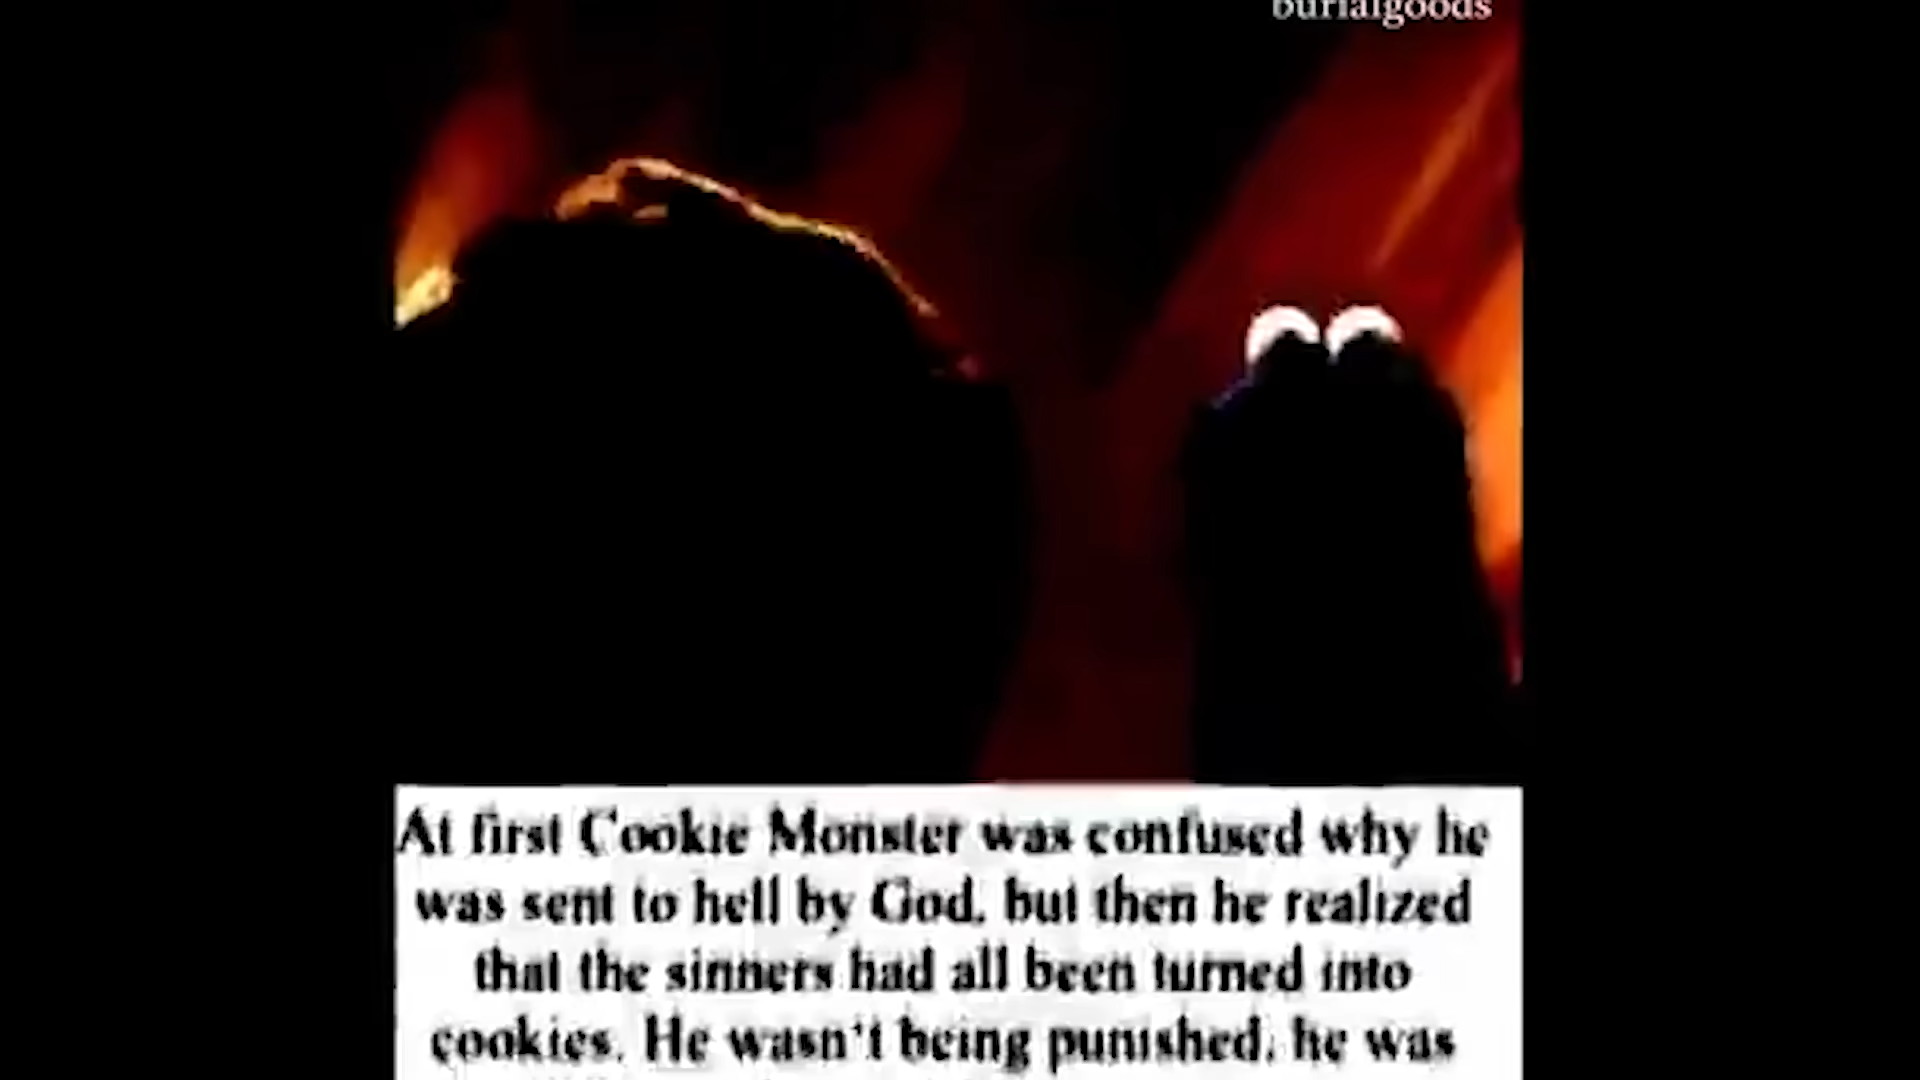 burialgoods
At first Cookie Monster was confused why he
was sent to hell by God, but then he realized
that the sinners had all been turned into
cookies. He wasn't being punished, he was